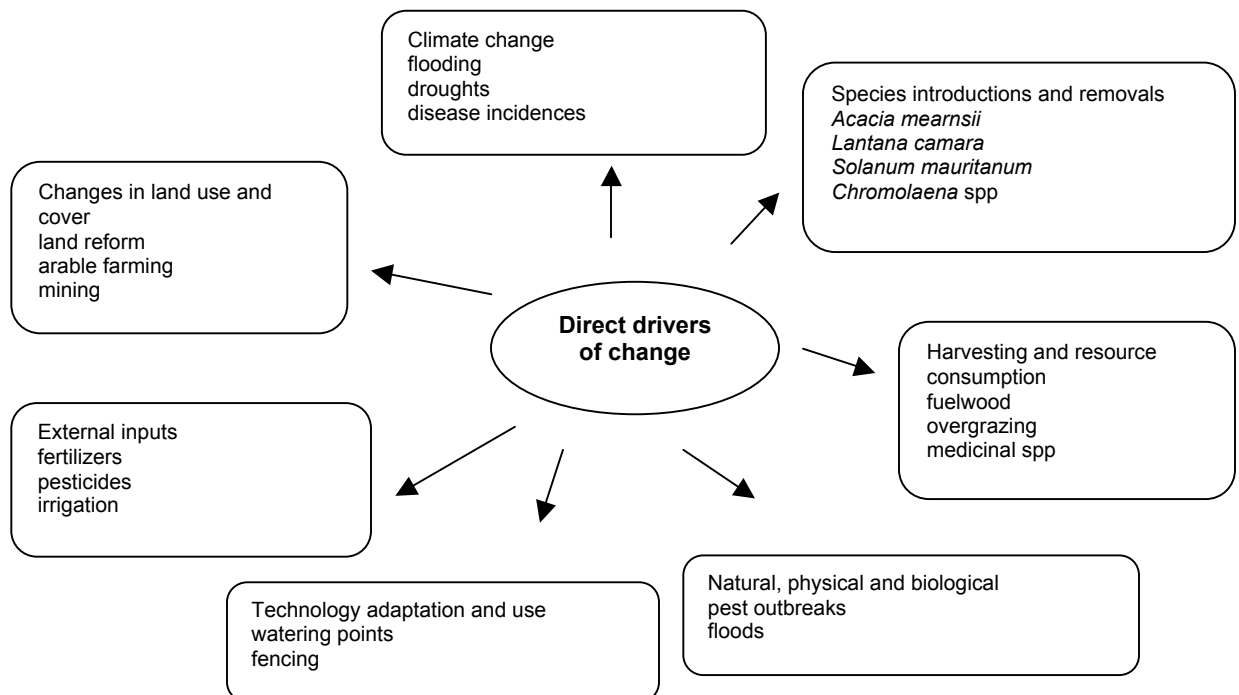 Climate change
flooding
droughts
disease incidences
Species introductions and removals
Acacia mearnsii
Lantana camara
Solanum mauritanum
Chromolaena spp
Changes in land use and
cover
land reform
arable farming
mining
Direct drivers
of change
Harvesting and resource
consumption
fuelwood
overgrazing
medicinal spp
External inputs
fertilizers
pesticides
irrigation
Natural, physical and biological
pest outbreaks
floods
Technology adaptation and use
watering points
fencing